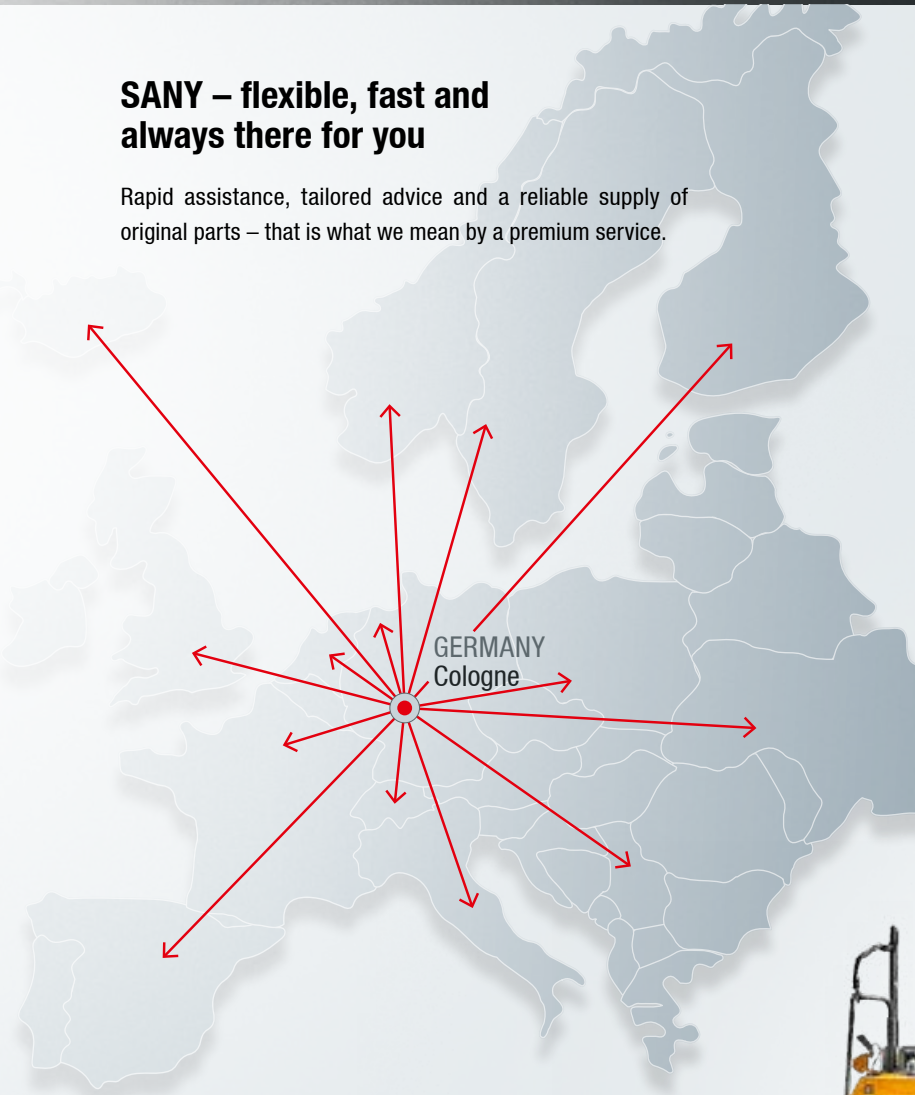 SANY – flexible, fast and
always there for you
Rapid assistance, tailored advice and a reliable supply of
original parts – that is what we mean by a premium service.
GERMANY
Cologne